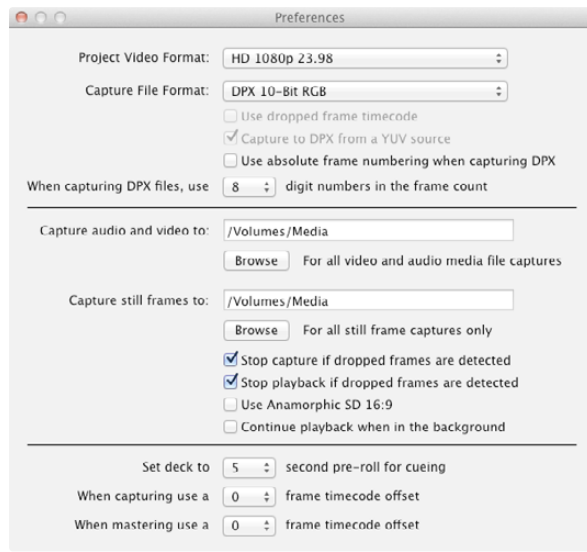 Preferences
Project Video Format: HD 1080p 23.98
Capture File Format: DPX 10-Bit RGB
Use dropped frame timecode
Capture to DPX from a YUV source
Use absolute frame numbering when capturing DPX
When capturing DPX files, use 8 digit numbers in the frame count
Capture audio and video to: /Volumes/Media
Browse For all video and audio media file captures
Capture still frames to: /Volumes/Media
Browse For all still frame captures only
Stop capture if dropped frames are detected
Stop playback if dropped frames are detected
Use Anamorphic SD 16:9
Continue playback when in the background
Set deck to 5 second pre-roll for cueing
When capturing use a 0 frame timecode offset
When mastering use a 0 frame timecode offset